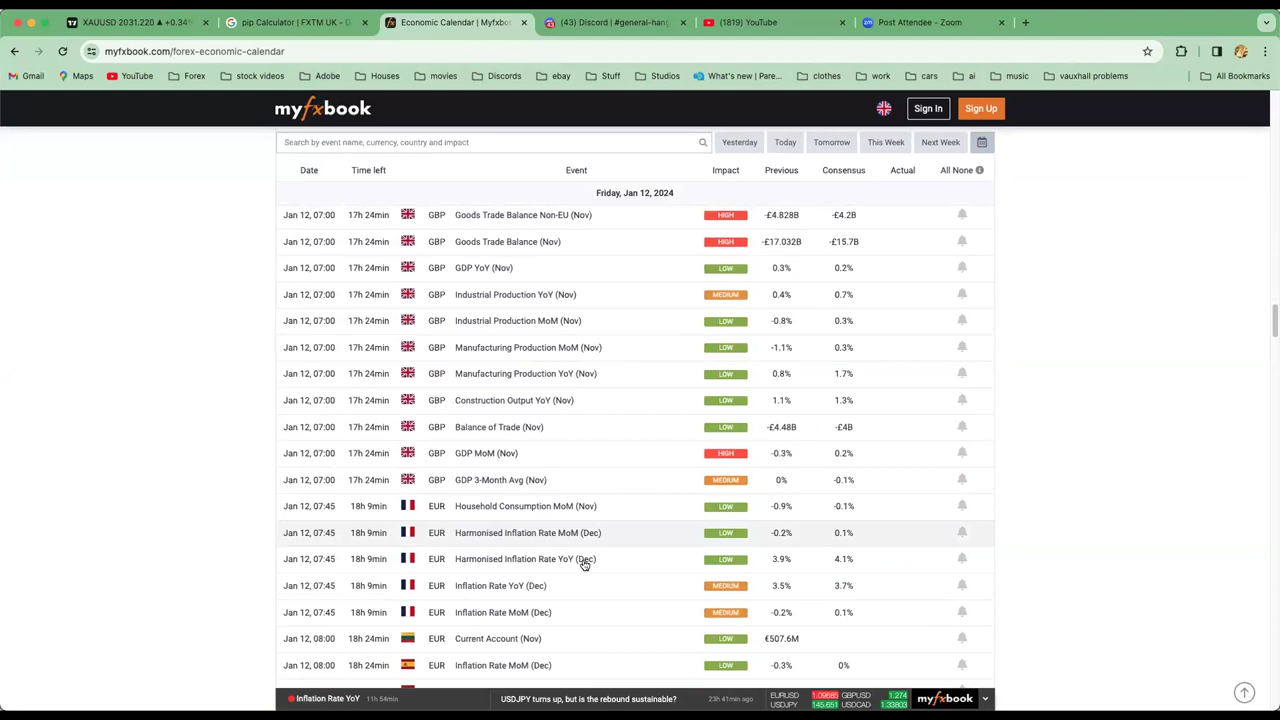 XAUUSD 2031.220 ▲ +0.34%
pip Calculator | FXTM UK - G
Economic Calendar | Myfxboo
(43) Discord | #general-hang
(1819) YouTube
Post Attendee - Zoom
myfxbook.com/forex-economic-calendar
Gmail Maps YouTube Forex stock videos Adobe Houses movies Discords ebay Stuff Studios What's new | Pare... clothes work cars ai music vauxhall problems All Bookmarks
myfxbook Sign In Sign Up
Search by event name, currency, country and impact Yesterday Today Tomorrow This Week Next Week
Date Time left Event Impact Previous Consensus Actual All None
Friday, Jan 12, 2024
Jan 12, 07:00 17h 24min GBP Goods Trade Balance Non-EU (Nov) HIGH -£4.828B -£4.2B
Jan 12, 07:00 17h 24min GBP Goods Trade Balance (Nov) HIGH -£17.032B -£15.7B
Jan 12, 07:00 17h 24min GBP GDP YoY (Nov) LOW 0.3% 0.2%
Jan 12, 07:00 17h 24min GBP Industrial Production YoY (Nov) MEDIUM 0.4% 0.7%
Jan 12, 07:00 17h 24min GBP Industrial Production MoM (Nov) LOW -0.8% 0.3%
Jan 12, 07:00 17h 24min GBP Manufacturing Production MoM (Nov) LOW -1.1% 0.3%
Jan 12, 07:00 17h 24min GBP Manufacturing Production YoY (Nov) LOW 0.8% 1.7%
Jan 12, 07:00 17h 24min GBP Construction Output YoY (Nov) LOW 1.1% 1.3%
Jan 12, 07:00 17h 24min GBP Balance of Trade (Nov) LOW -£4.48B -£4B
Jan 12, 07:00 17h 24min GBP GDP MoM (Nov) HIGH -0.3% 0.2%
Jan 12, 07:00 17h 24min GBP GDP 3-Month Avg (Nov) MEDIUM 0% -0.1%
Jan 12, 07:45 18h 9min EUR Household Consumption MoM (Nov) LOW -0.9% -0.1%
Jan 12, 07:45 18h 9min EUR Harmonised Inflation Rate MoM (Dec) LOW -0.2% 0.1%
Jan 12, 07:45 18h 9min EUR Harmonised Inflation Rate YoY (Dec) LOW 3.9% 4.1%
Jan 12, 07:45 18h 9min EUR Inflation Rate YoY (Dec) MEDIUM 3.5% 3.7%
Jan 12, 07:45 18h 9min EUR Inflation Rate MoM (Dec) MEDIUM -0.2% 0.1%
Jan 12, 08:00 18h 24min EUR Current Account (Nov) LOW €507.6M
Jan 12, 08:00 18h 24min EUR Inflation Rate MoM (Dec) LOW -0.3% 0%
Inflation Rate YoY 11h 54min USDJPY turns up, but is the rebound sustainable? 23h 41min ago EURUSD 1.09685 GBPUSD 1.274 myfxbook
USDJPY 145.651 USDCAD 1.33803